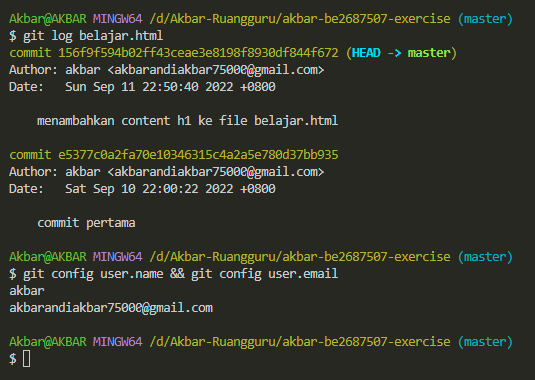 Akbar@AKBAR MINGW64 /d/Akbar-Ruangguru/akbar-be2687507-exercise (master)
$ git log belajar.html
commit 156f9f594b02ff43ceae3e8198f8930df844f672 (HEAD -> master)
Author: akbar <akbarandiakbar75000@gmail.com>
Date:   Sun Sep 11 22:50:40 2022 +0800
    menambahkan content h1 ke file belajar.html
commit e5377c0a2fa70e10346315c4a2a5e780d37bb935
Author: akbar <akbarandiakbar75000@gmail.com>
Date:   Sat Sep 10 22:00:22 2022 +0800
    commit pertama
Akbar@AKBAR MINGW64 /d/Akbar-Ruangguru/akbar-be2687507-exercise (master)
$ git config user.name && git config user.email
akbar
akbarandiakbar75000@gmail.com
Akbar@AKBAR MINGW64 /d/Akbar-Ruangguru/akbar-be2687507-exercise (master)
$